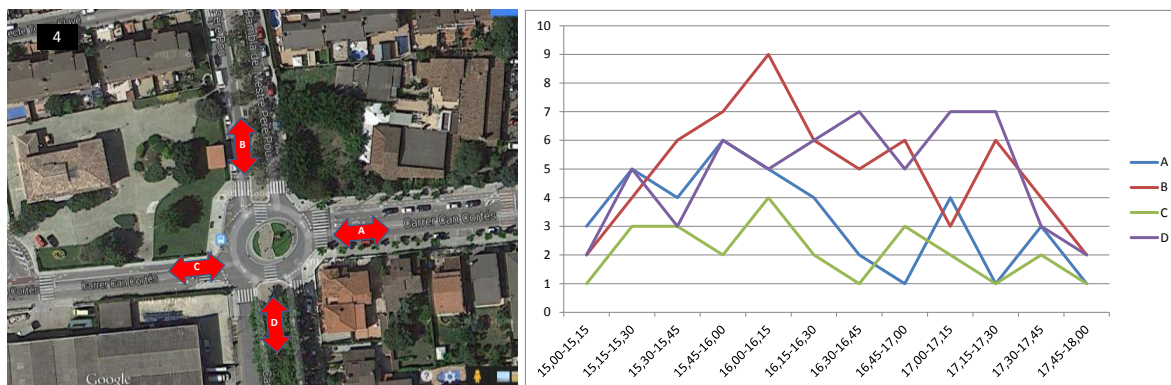 4
B
A
Carrer Can Cortés
C
Cortés
Carrer Can Cortés
D
Google
10
9
8
7
6
5
4
3
2
1
0
15,00-15,15
15,15-15,30
15,30-15,45
15,45-16,00
16,00-16,15
16,15-16,30
16,30-16,45
16,45-17,00
17,00-17,15
17,15-17,30
17,30-17,45
17,45-18,00
A
B
C
D